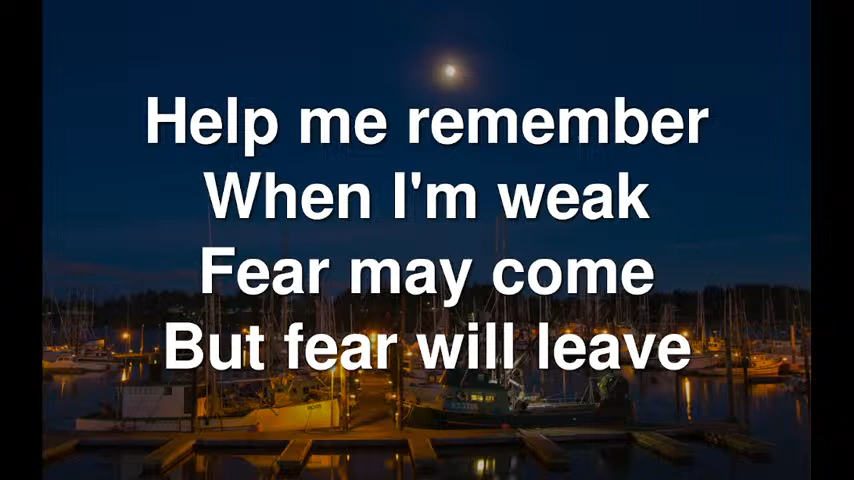 Help me remember
When I'm weak
Fear may come
But fear will leave